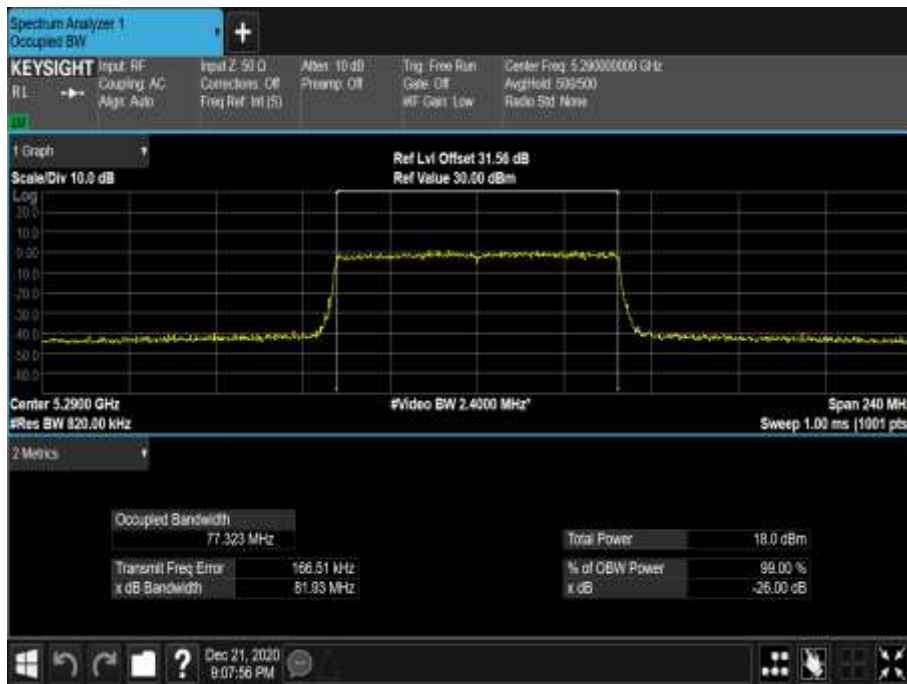 Spectrum Analyzer 1
Occupied BW
+
KEYSIGHT
RL
Input: RF
Coupling: AC
Align: Auto
Input Z: 50 Ω
Corrections: Off
Freq Ref: Int (S)
Atten: 10 dB
Preamp: Off
Trig: Free Run
Gate: Off
#IF Gain: Low
Center Freq: 5.290000000 GHz
Avg|Hold: 500/500
Radio Std: None
1 Graph
Scale/Div 10.0 dB
Ref Lvl Offset 31.56 dB
Ref Value 30.00 dBm
Log
20.0
10.0
0.00
-10.0
-20.0
-30.0
-40.0
-50.0
-60.0
Center 5.2900 GHz
#Video BW 2.4000 MHz*
Span 240 MH
#Res BW 820.00 kHz
Sweep 1.00 ms (1001 pts
2 Metrics
Occupied Bandwidth
77.323 MHz
Total Power 18.0 dBm
Transmit Freq Error 166.51 kHz
% of OBW Power 99.00 %
x dB Bandwidth 81.93 MHz
x dB -26.00 dB
?
Dec 21, 2020
9:07:56 PM